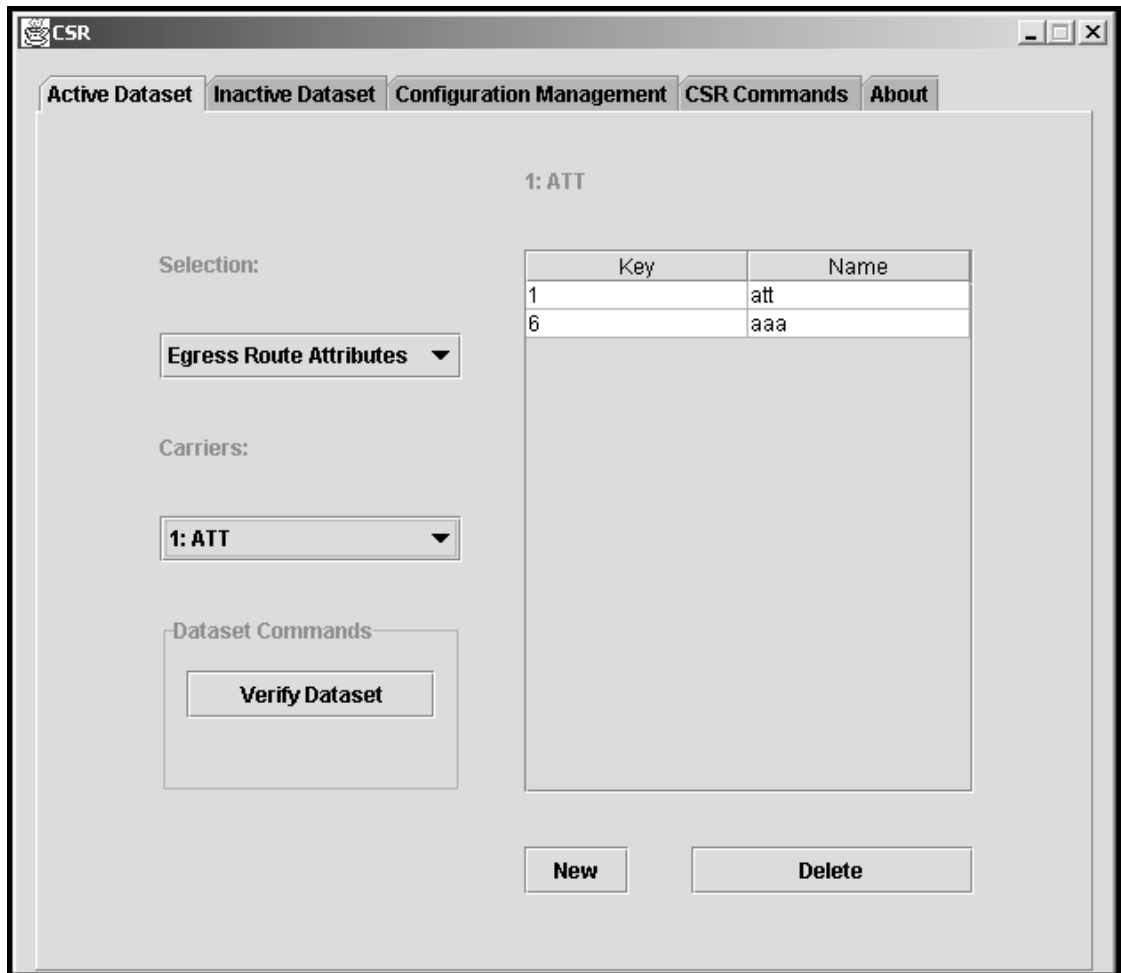 CSR
Active Dataset Inactive Dataset Configuration Management CSR Commands About
1: ATT
Selection:
Egress Route Attributes
Carriers:
1: ATT
Dataset Commands
Verify Dataset
Key Name
1 att
6 aaa
New Delete